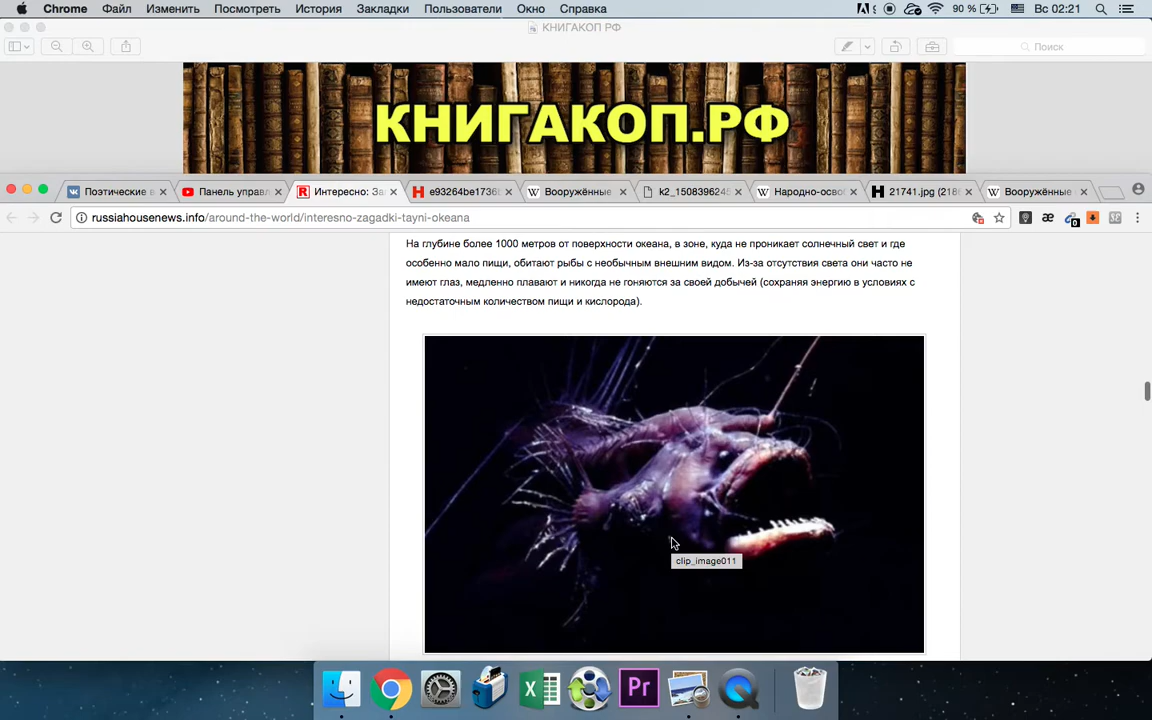 Chrome Файл Изменить Посмотреть История Закладки Пользователи Окно Справка 90 % Вс 02:21
КНИГАКОП РФ
Поиск
КНИГАКОП.РФ
Поэтические Панель управл Интересно: За e93264be1736 Вооружённые k2_150839624 Народно-осво 21741.jpg (218 Вооружённые
russiahousenews.info/around-the-world/interesno-zagadki-tayni-okeana
На глубине более 1000 метров от поверхности океана, в зоне, куда не проникает солнечный свет и где
особенно мало пищи, обитают рыбы с необычным внешним видом. Из-за отсутствия света они часто не
имеют глаз, медленно плавают и никогда не гоняются за своей добычей (сохраняя энергию в условиях с
недостаточным количеством пищи и кислорода).
clip_image011
Pr